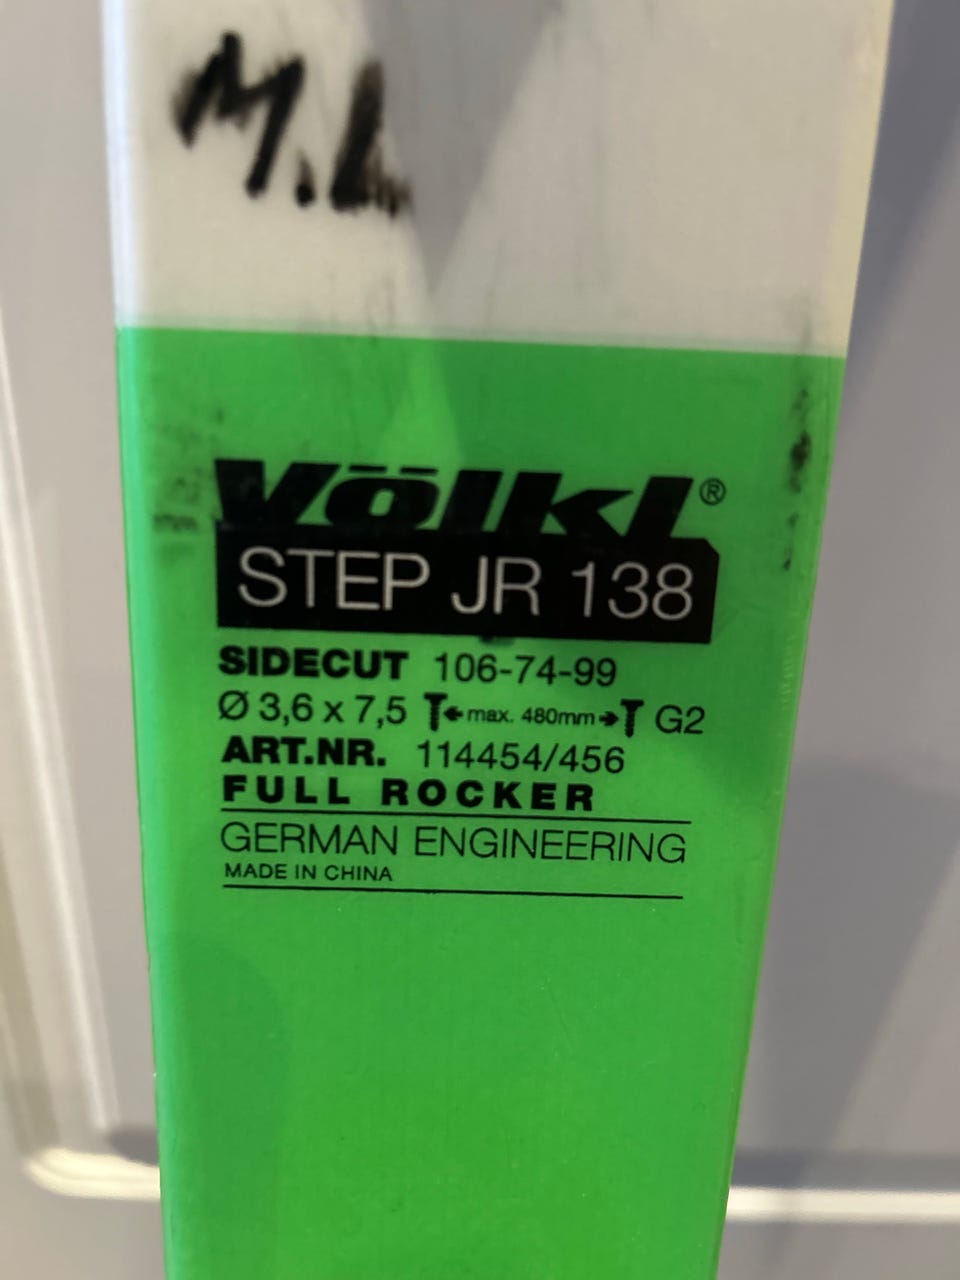 M.L
Völkl®
STEP JR 138
SIDECUT 106-74-99
Ø 3,6 x 7,5 max. 480mm G2
ART.NR. 114454/456
FULL ROCKER
GERMAN ENGINEERING
MADE IN CHINA